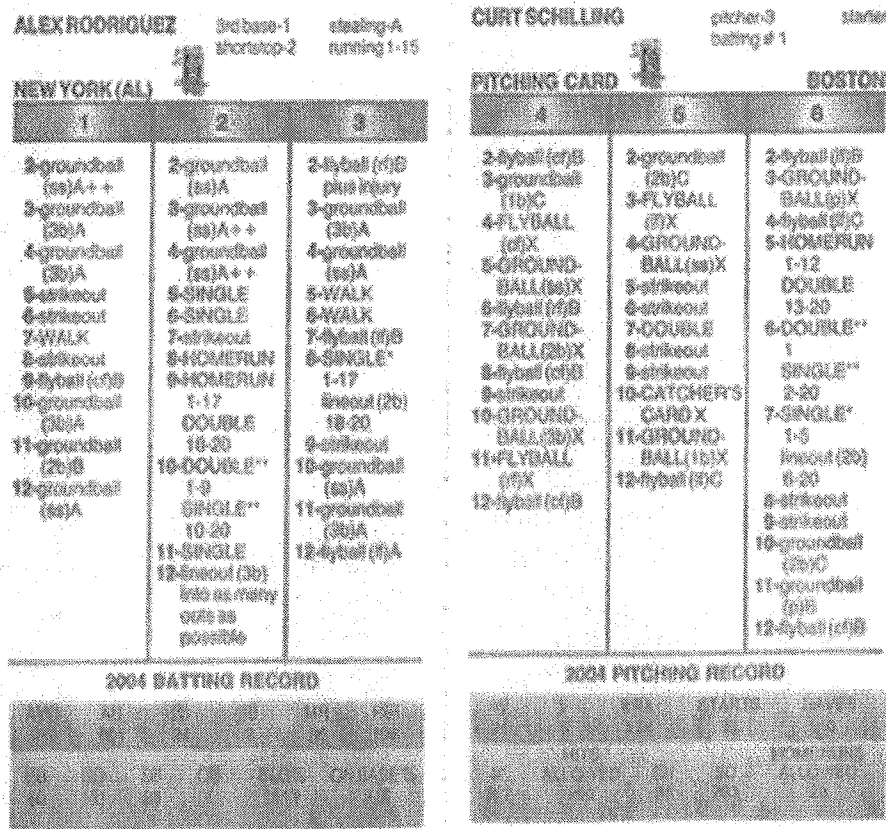 ALEX RODRIGUEZ 3rd base-1 stealing-A
shortstop-2 running 1-15
NEW YORK (AL)
1 2 3
2-groundball
(ss)A++
3-groundball
(3b)A
4-groundball
(3b)A
5-strikeout
6-strikeout
7-WALK
8-strikeout
9-flyball (cf)B
10-groundball
(3b)A
11-groundball
(2b)B
12-groundball
(ss)A
2-groundball
(ss)A
3-groundball
(ss)A++
4-groundball
(ss)A++
5-SINGLE
6-SINGLE
7-strikeout
8-HOMERUN
9-HOMERUN
1-17
DOUBLE
18-20
10-DOUBLE**
1-9
SINGLE**
10-20
11-SINGLE
12-lineout (3b)
into as many
outs as
possible
2-flyball (rf)B
plus injury
3-groundball
(3b)A
4-groundball
(ss)A
5-WALK
6-WALK
7-flyball (lf)B
8-SINGLE*
1-17
lineout (2b)
18-20
9-strikeout
10-groundball
(ss)A
11-groundball
(3b)A
12-flyball (lf)A
2004 BATTING RECORD
CURT SCHILLING pitcher-3 starter
batting # 1
PITCHING CARD BOSTON
4 5 6
2-flyball (cf)B
3-groundball
(1b)C
4-FLYBALL
(cf)X
5-GROUND-
BALL(ss)X
6-flyball (rf)B
7-GROUND-
BALL(2b)X
8-flyball (cf)B
9-strikeout
10-GROUND-
BALL(3b)X
11-FLYBALL
(rf)X
12-flyball (cf)B
2-groundball
(2b)C
3-FLYBALL
(lf)X
4-GROUND-
BALL(ss)X
5-strikeout
6-strikeout
7-DOUBLE
8-strikeout
9-strikeout
10-CATCHER'S
CARD X
11-GROUND-
BALL(1b)X
12-flyball (lf)C
2-flyball (lf)B
3-GROUND-
BALL(p)X
4-flyball (lf)C
5-HOMERUN
1-12
DOUBLE
13-20
6-DOUBLE**
1
SINGLE**
2-20
7-SINGLE*
1-5
lineout (2b)
6-20
8-strikeout
9-strikeout
10-groundball
(2b)C
11-groundball
(p)B
12-flyball (cf)B
2004 PITCHING RECORD